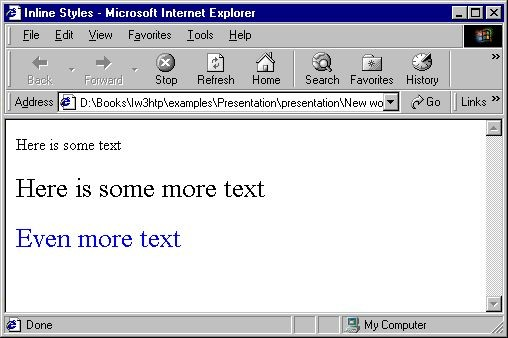 Inline Styles - Microsoft Internet Explorer
File Edit View Favorites Tools Help
Back Forward Stop Refresh Home Search Favorites History »
Address D:\Books\Iw3htp\examples\Presentation\presentation\New wo Go Links »
Here is some text
Here is some more text
Even more text
Done My Computer